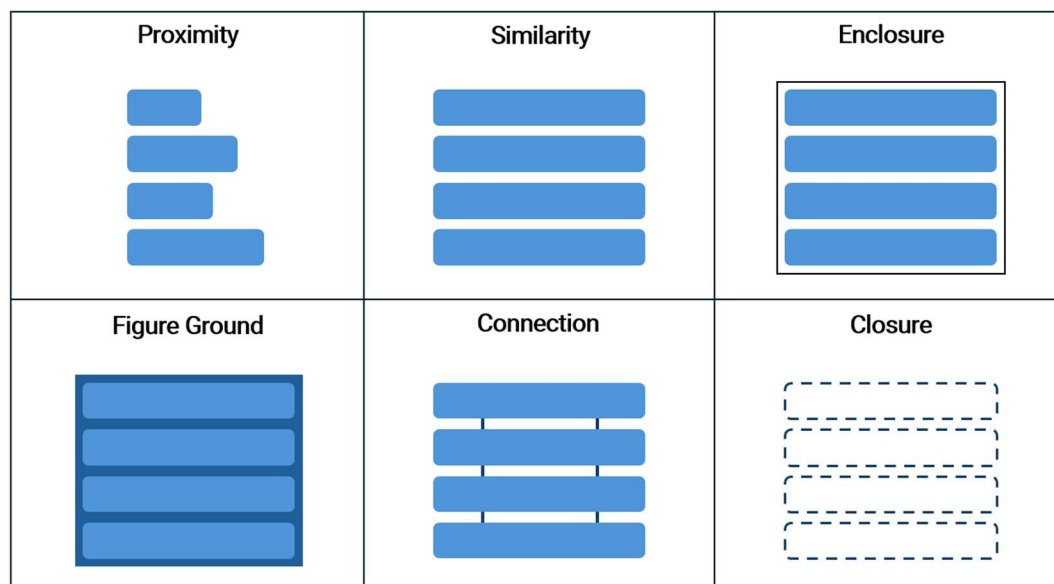 Proximity
Similarity
Enclosure
Figure Ground
Connection
Closure